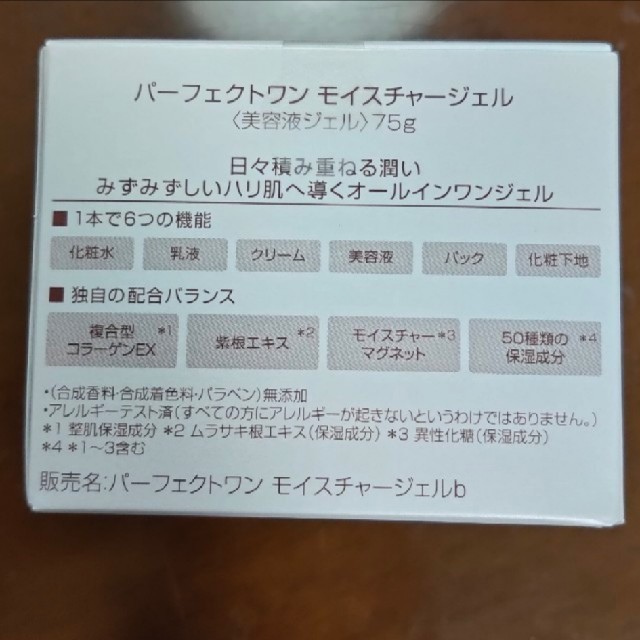 パーフェクトワン モイスチャージェル
〈美容液ジェル〉75g
日々積み重ねる潤い
みずみずしいハリ肌へ導くオールインワンジェル
■ 1本で6つの機能
化粧水 乳液 クリーム 美容液 パック 化粧下地
■ 独自の配合バランス
複合型 *1
コラーゲンEX
紫根エキス *2
モイスチャー *3
マグネット
50種類の *4
保湿成分
・(合成香料・合成着色料・パラベン)無添加
・アレルギーテスト済(すべての方にアレルギーが起きないというわけではありません。)
*1 整肌保湿成分 *2 ムラサキ根エキス(保湿成分) *3 異性化糖(保湿成分)
*4 *1〜3含む
販売名:パーフェクトワン モイスチャージェルb